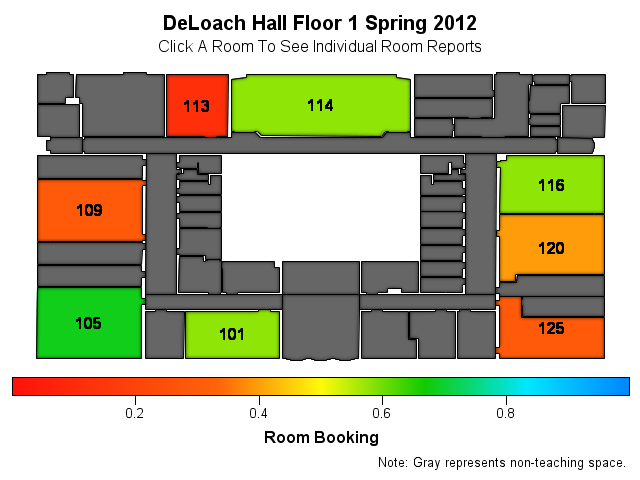 DeLoach Hall Floor 1 Spring 2012
Click A Room To See Individual Room Reports
113
114
109
116
120
105
101
125
0.2 0.4 0.6 0.8
Room Booking
Note: Gray represents non-teaching space.